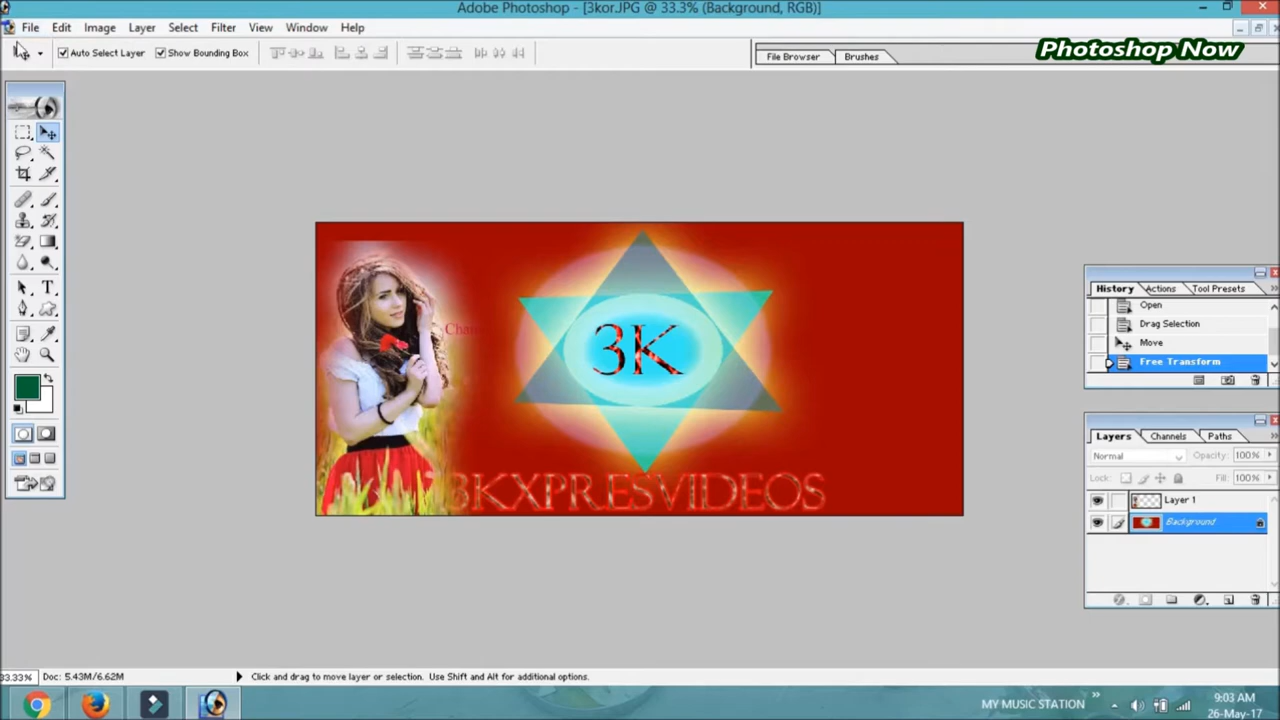 Adobe Photoshop - [3kor.JPG @ 33.3% (Background, RGB)]
File Edit Image Layer Select Filter View Window Help
Auto Select Layer Show Bounding Box File Browser Brushes
Photoshop Now
3K
3KXPRESVIDEOS
History Actions Tool Presets
Open
Drag Selection
Move
Free Transform
Layers Channels Paths
Normal Opacity: 100%
Lock: Fill: 100%
Layer 1
Background
33.33% Doc: 5.43M/6.62M Click and drag to move layer or selection. Use Shift and Alt for additional options.
MY MUSIC STATION
9:03 AM
26-May-17